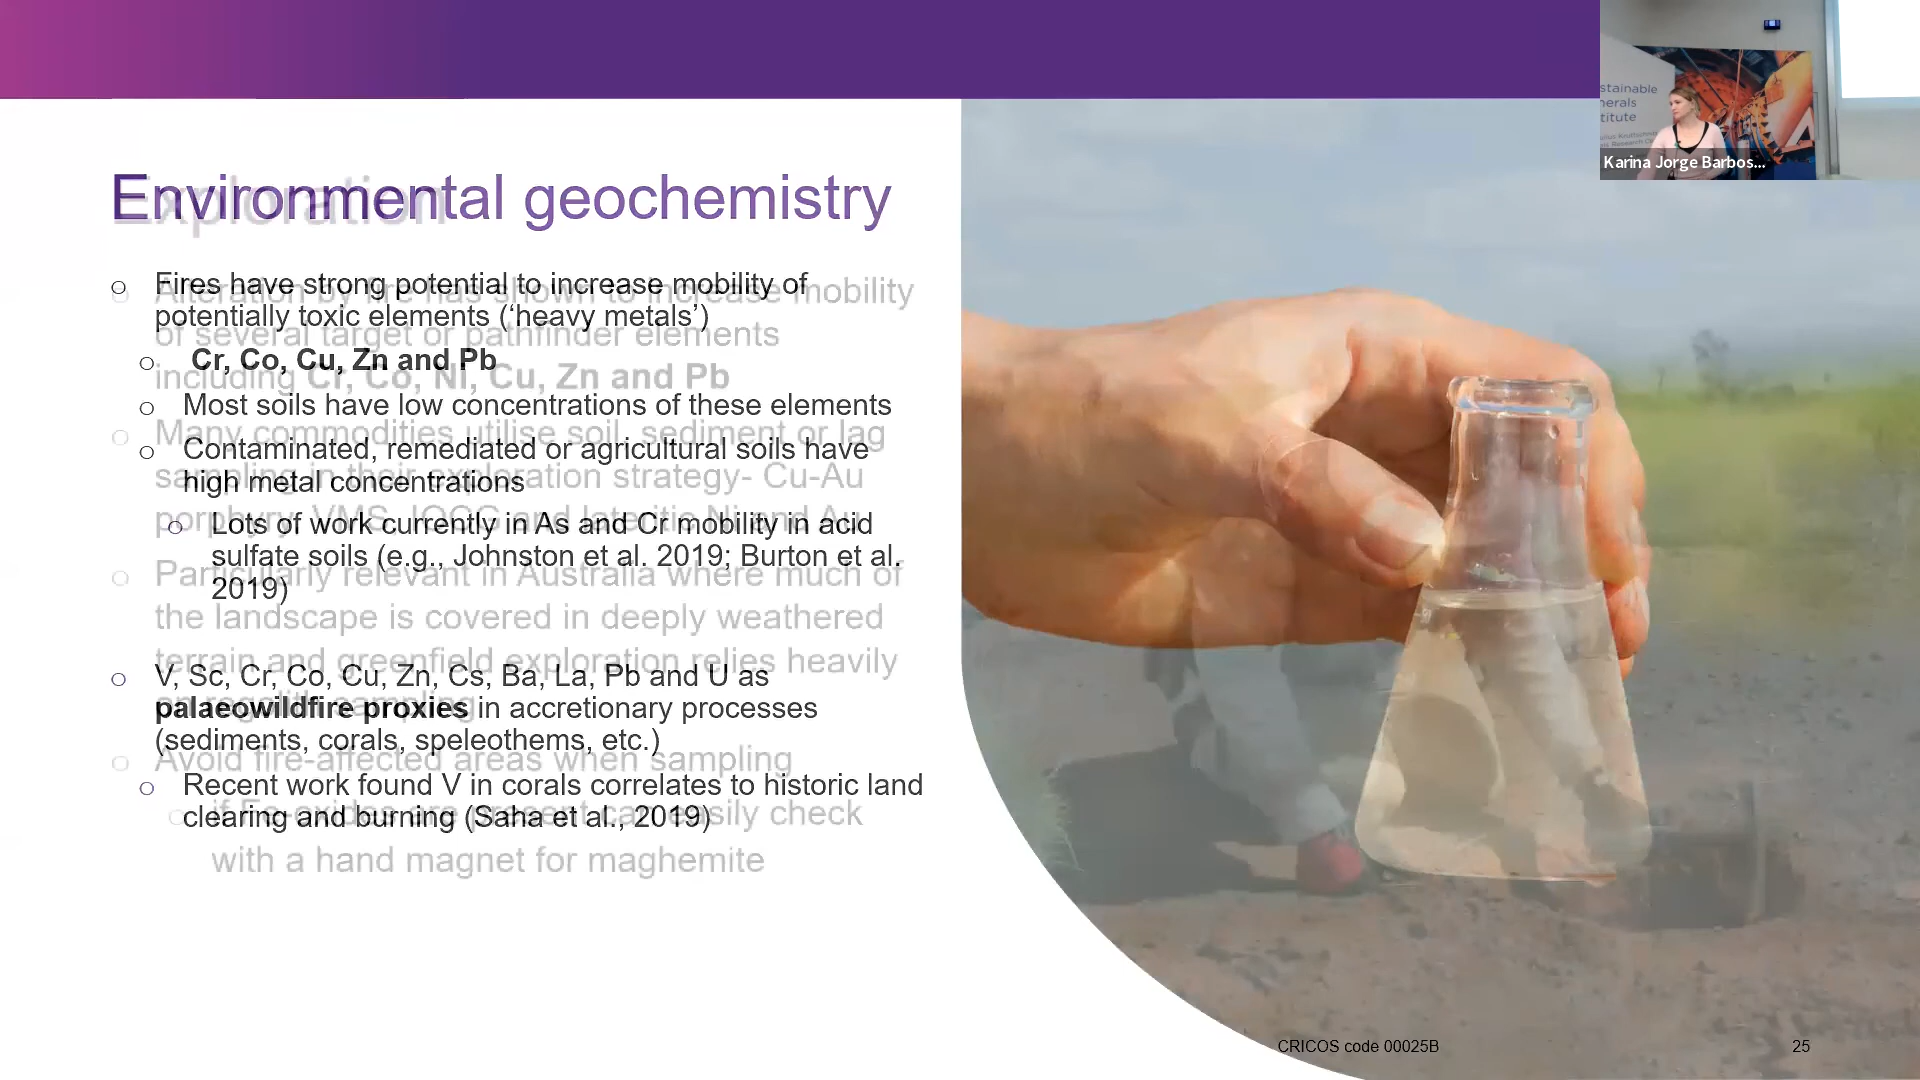 stainable
nerals
titute
Karina Jorge Barbos...
Environmental geochemistry
Exploration
o Fires have strong potential to increase mobility of
potentially toxic elements (‘heavy metals’)
o Cr, Co, Cu, Zn and Pb
o Most soils have low concentrations of these elements
o Contaminated, remediated or agricultural soils have
high metal concentrations
o Lots of work currently in As and Cr mobility in acid
sulfate soils (e.g., Johnston et al. 2019; Burton et al.
2019)
o V, Sc, Cr, Co, Cu, Zn, Cs, Ba, La, Pb and U as
palaeowildfire proxies in accretionary processes
(sediments, corals, speleothems, etc.)
o Recent work found V in corals correlates to historic land
clearing and burning (Saha et al., 2019)
o Alteration by fire has shown to increase mobility
of several target or pathfinder elements
including Cr, Co, Ni, Cu, Zn and Pb
o Many commodities utilise soil, sediment or lag
sampling in their exploration strategy- Cu-Au
porphyry, VMS, IOCG and lateritic Ni and Au
o Particularly relevant in Australia where much of
the landscape is covered in deeply weathered
terrain and greenfield exploration relies heavily
on regolith sampling
o Avoid fire-affected areas when sampling
o if Fe-oxides are present can easily check
with a hand magnet for maghemite
CRICOS code 00025B
25